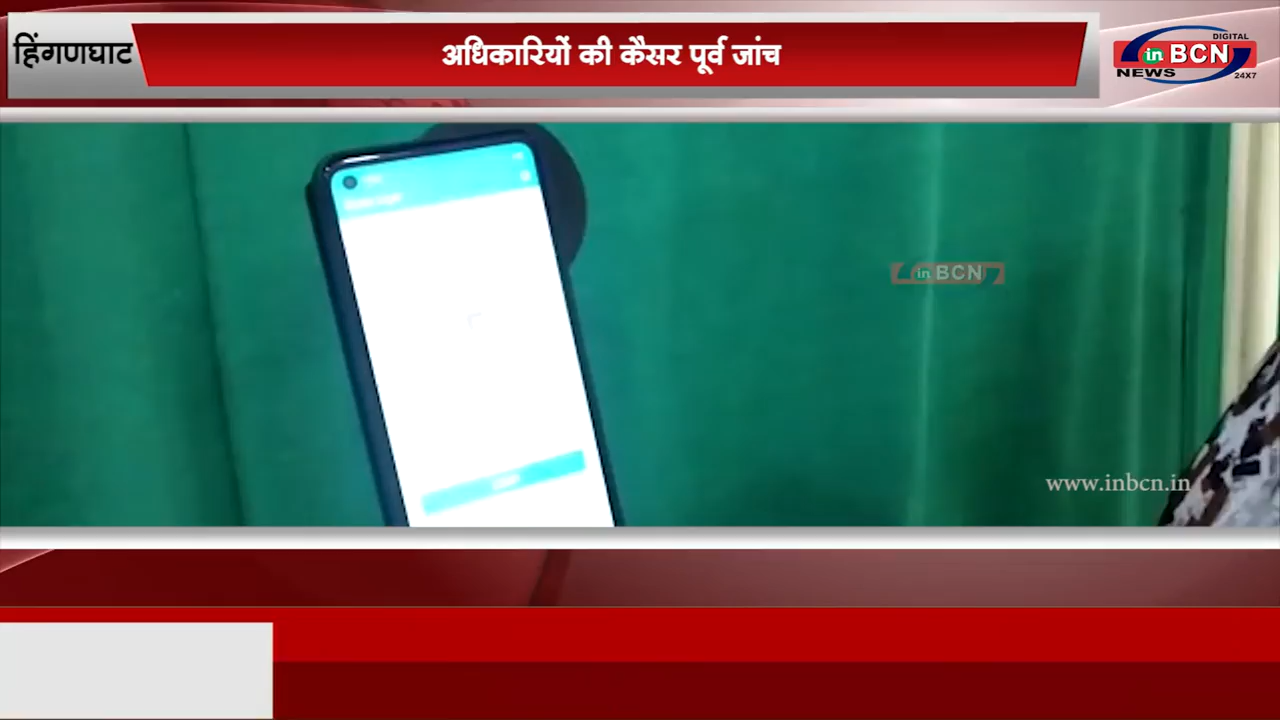 हिंगणघाट
अधिकारियों की कैसर पूर्व जांच
DIGITAL
in BCN
NEWS
24X7
in BCN
www.inbcn.in